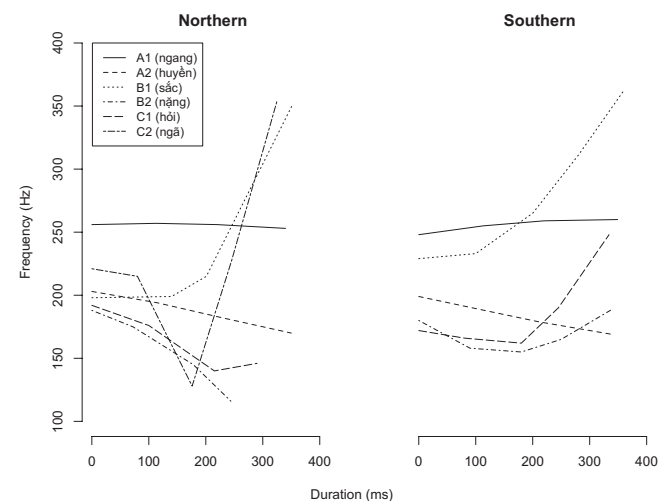 Northern
Southern
A1 (ngang)
A2 (huyền)
B1 (sắc)
B2 (nặng)
C1 (hỏi)
C2 (ngã)
Frequency (Hz)
400
350
300
250
200
150
100
0 100 200 300 400
0 100 200 300 400
Duration (ms)